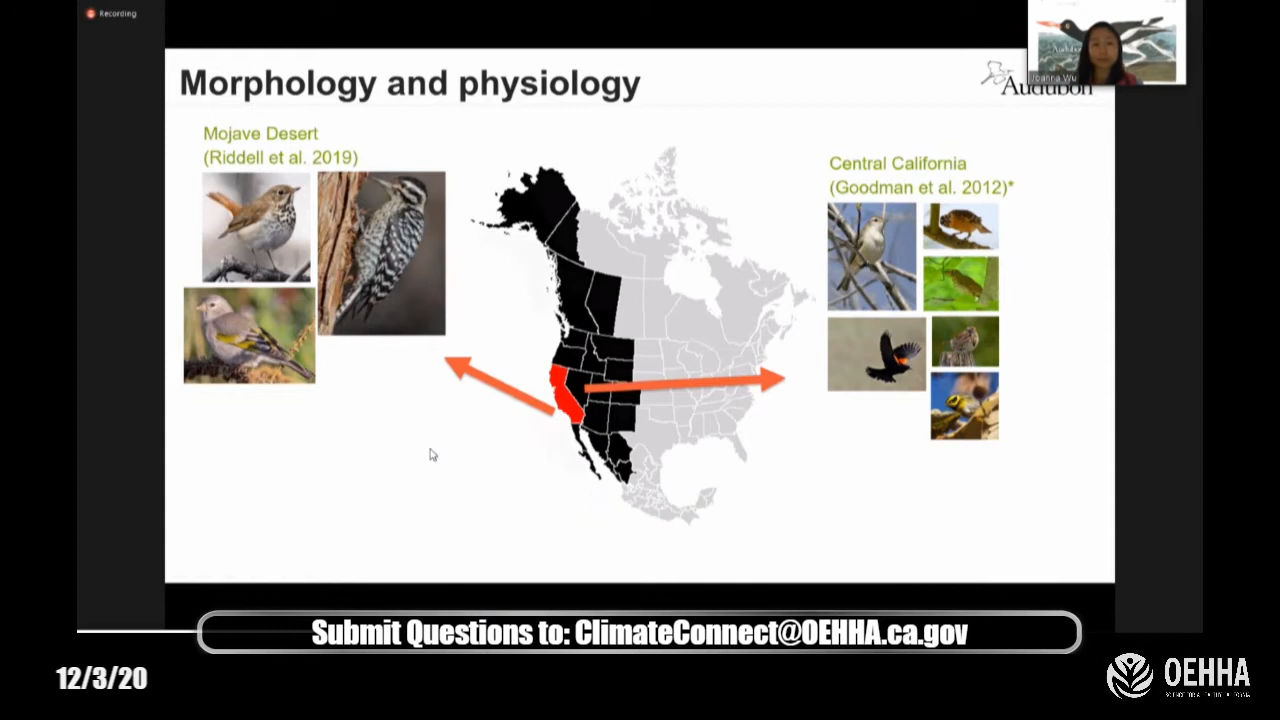 Recording
Joanna Wu
Audubon
Morphology and physiology
Mojave Desert
(Riddell et al. 2019)
Central California
(Goodman et al. 2012)*
Submit Questions to: ClimateConnect@OEHHA.ca.gov
12/3/20
OEHHA